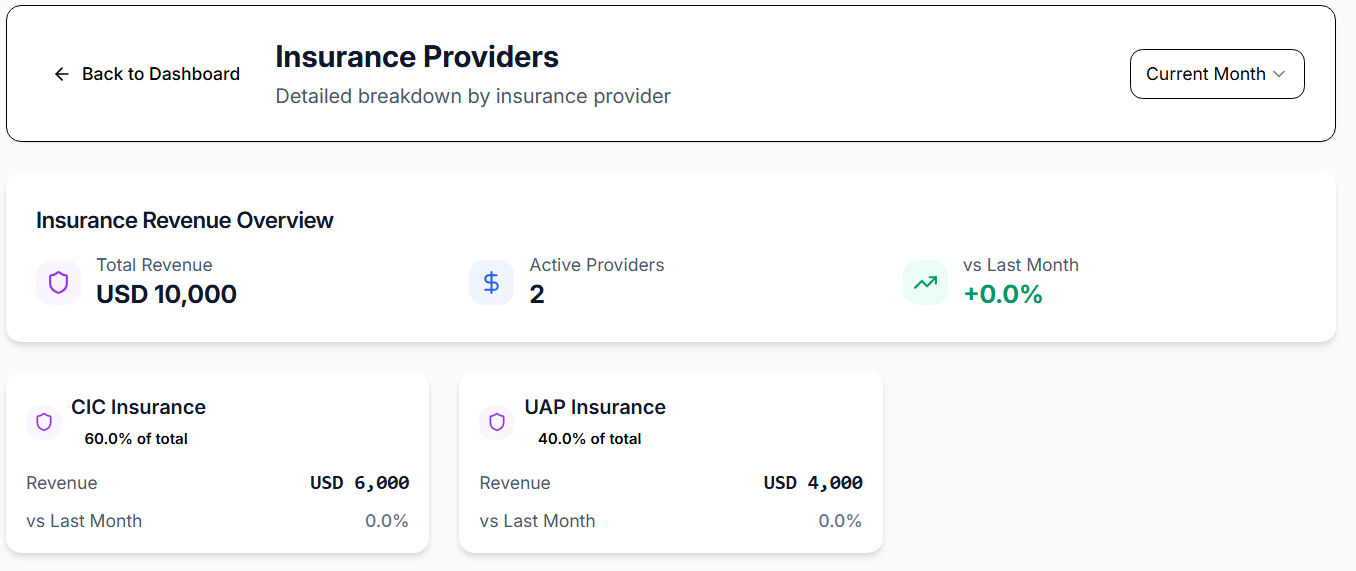 Back to Dashboard
Insurance Providers
Detailed breakdown by insurance provider
Current Month
Insurance Revenue Overview
Total Revenue
USD 10,000
Active Providers
2
vs Last Month
+0.0%
CIC Insurance
60.0% of total
Revenue USD 6,000
vs Last Month 0.0%
UAP Insurance
40.0% of total
Revenue USD 4,000
vs Last Month 0.0%